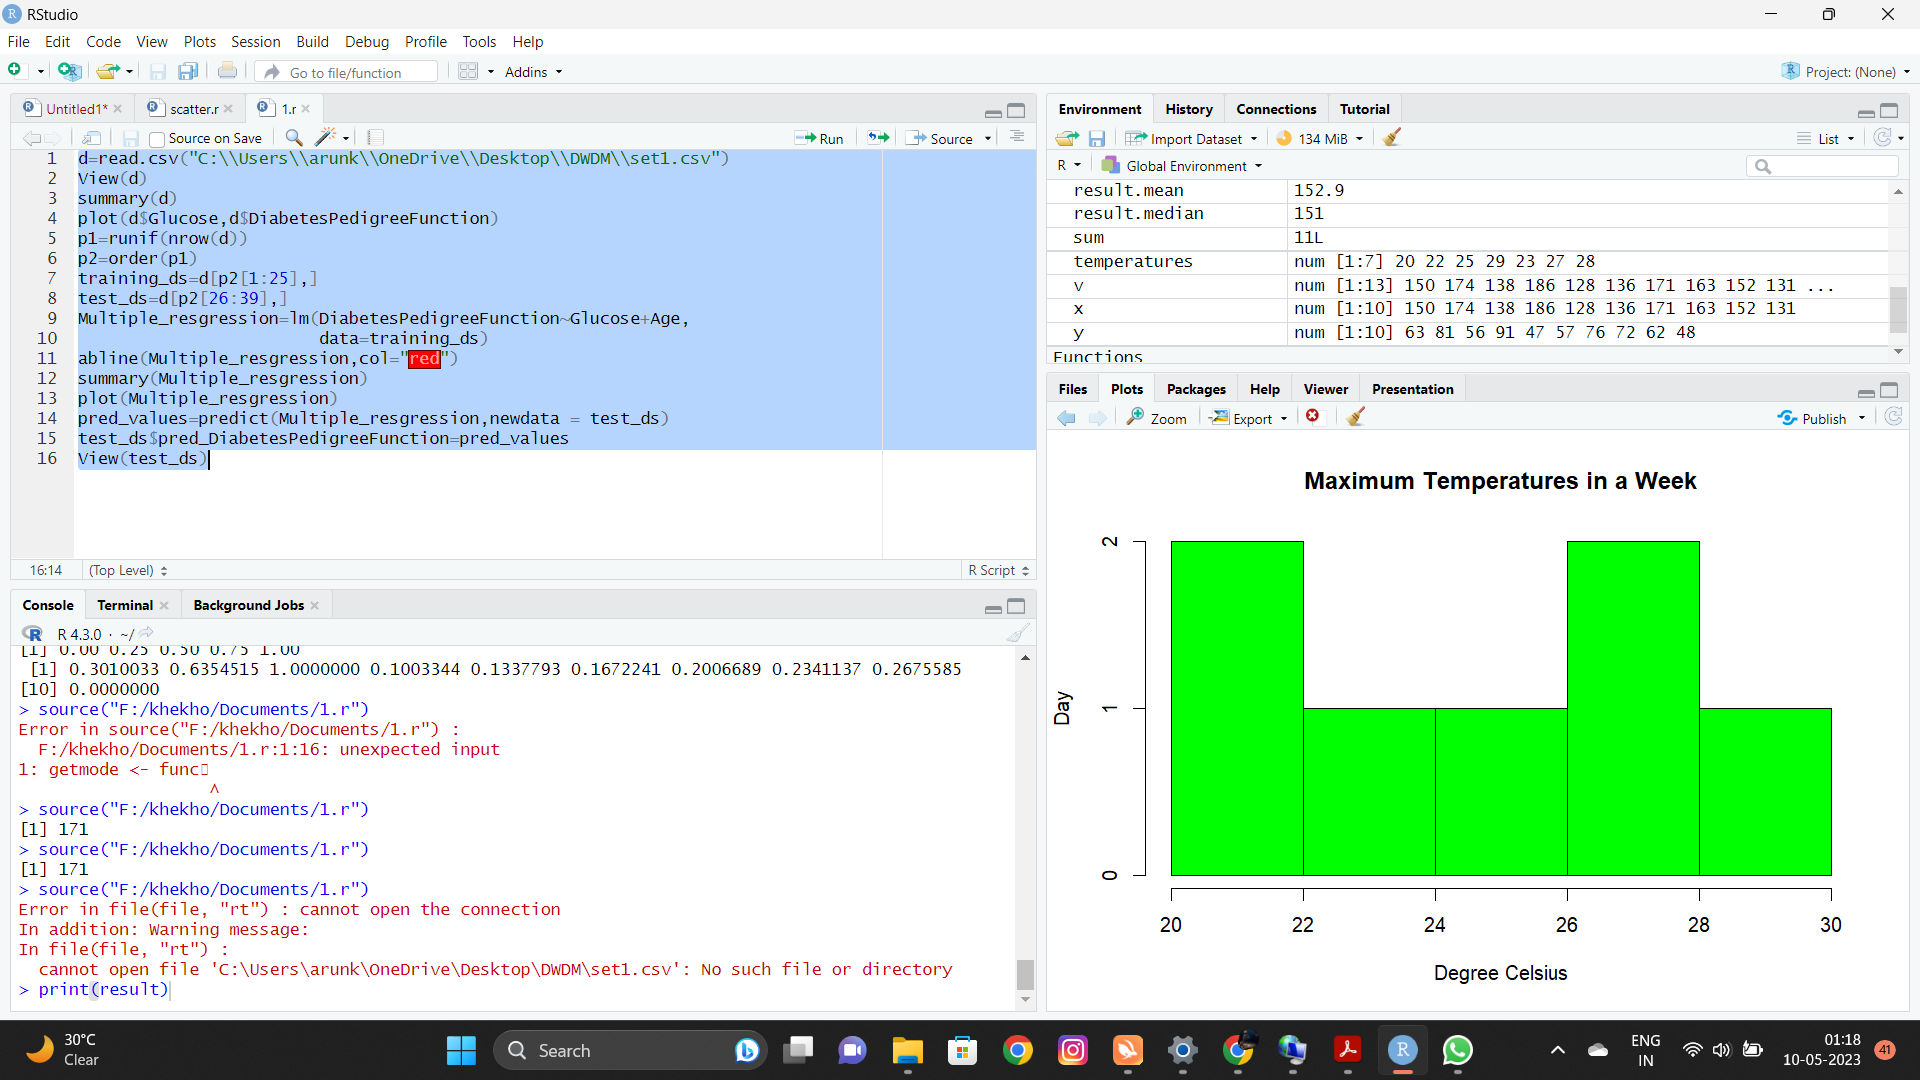 RStudio
File Edit Code View Plots Session Build Debug Profile Tools Help
Go to file/function Addins Project: (None)
Untitled1* scatter.r 1.r
Source on Save Run Source
1 d=read.csv("C:\\Users\\arunk\\OneDrive\\Desktop\\DWDM\\set1.csv")
2 View(d)
3 summary(d)
4 plot(d$Glucose,d$DiabetesPedigreeFunction)
5 p1=runif(nrow(d))
6 p2=order(p1)
7 training_ds=d[p2[1:25],]
8 test_ds=d[p2[26:39],]
9 Multiple_resgression=lm(DiabetesPedigreeFunction~Glucose+Age,
10 data=training_ds)
11 abline(Multiple_resgression,col="red")
12 summary(Multiple_resgression)
13 plot(Multiple_resgression)
14 pred_values=predict(Multiple_resgression,newdata = test_ds)
15 test_ds$pred_DiabetesPedigreeFunction=pred_values
16 View(test_ds)
16:14 (Top Level) R Script
Console Terminal Background Jobs
R 4.3.0 · ~/
[1] 0.00 0.25 0.50 0.75 1.00
[1] 0.3010033 0.6354515 1.0000000 0.1003344 0.1337793 0.1672241 0.2006689 0.2341137 0.2675585
[10] 0.0000000
> source("F:/khekho/Documents/1.r")
Error in source("F:/khekho/Documents/1.r") :
F:/khekho/Documents/1.r:1:16: unexpected input
1: getmode <- func
^
> source("F:/khekho/Documents/1.r")
[1] 171
> source("F:/khekho/Documents/1.r")
[1] 171
> source("F:/khekho/Documents/1.r")
Error in file(file, "rt") : cannot open the connection
In addition: Warning message:
In file(file, "rt") :
cannot open file 'C:\Users\arunk\OneDrive\Desktop\DWDM\set1.csv': No such file or directory
> print(result)
Environment History Connections Tutorial
Import Dataset 134 MiB List
R Global Environment
result.mean 152.9
result.median 151
sum 11L
temperatures num [1:7] 20 22 25 29 23 27 28
v num [1:13] 150 174 138 186 128 136 171 163 152 131 ...
x num [1:10] 150 174 138 186 128 136 171 163 152 131
y num [1:10] 63 81 56 91 47 57 76 72 62 48
Functions
Files Plots Packages Help Viewer Presentation
Zoom Export Publish
Maximum Temperatures in a Week
2
1
0
Day
20 22 24 26 28 30
Degree Celsius
30°C
Clear
Search
ENG
IN
01:18
10-05-2023
41